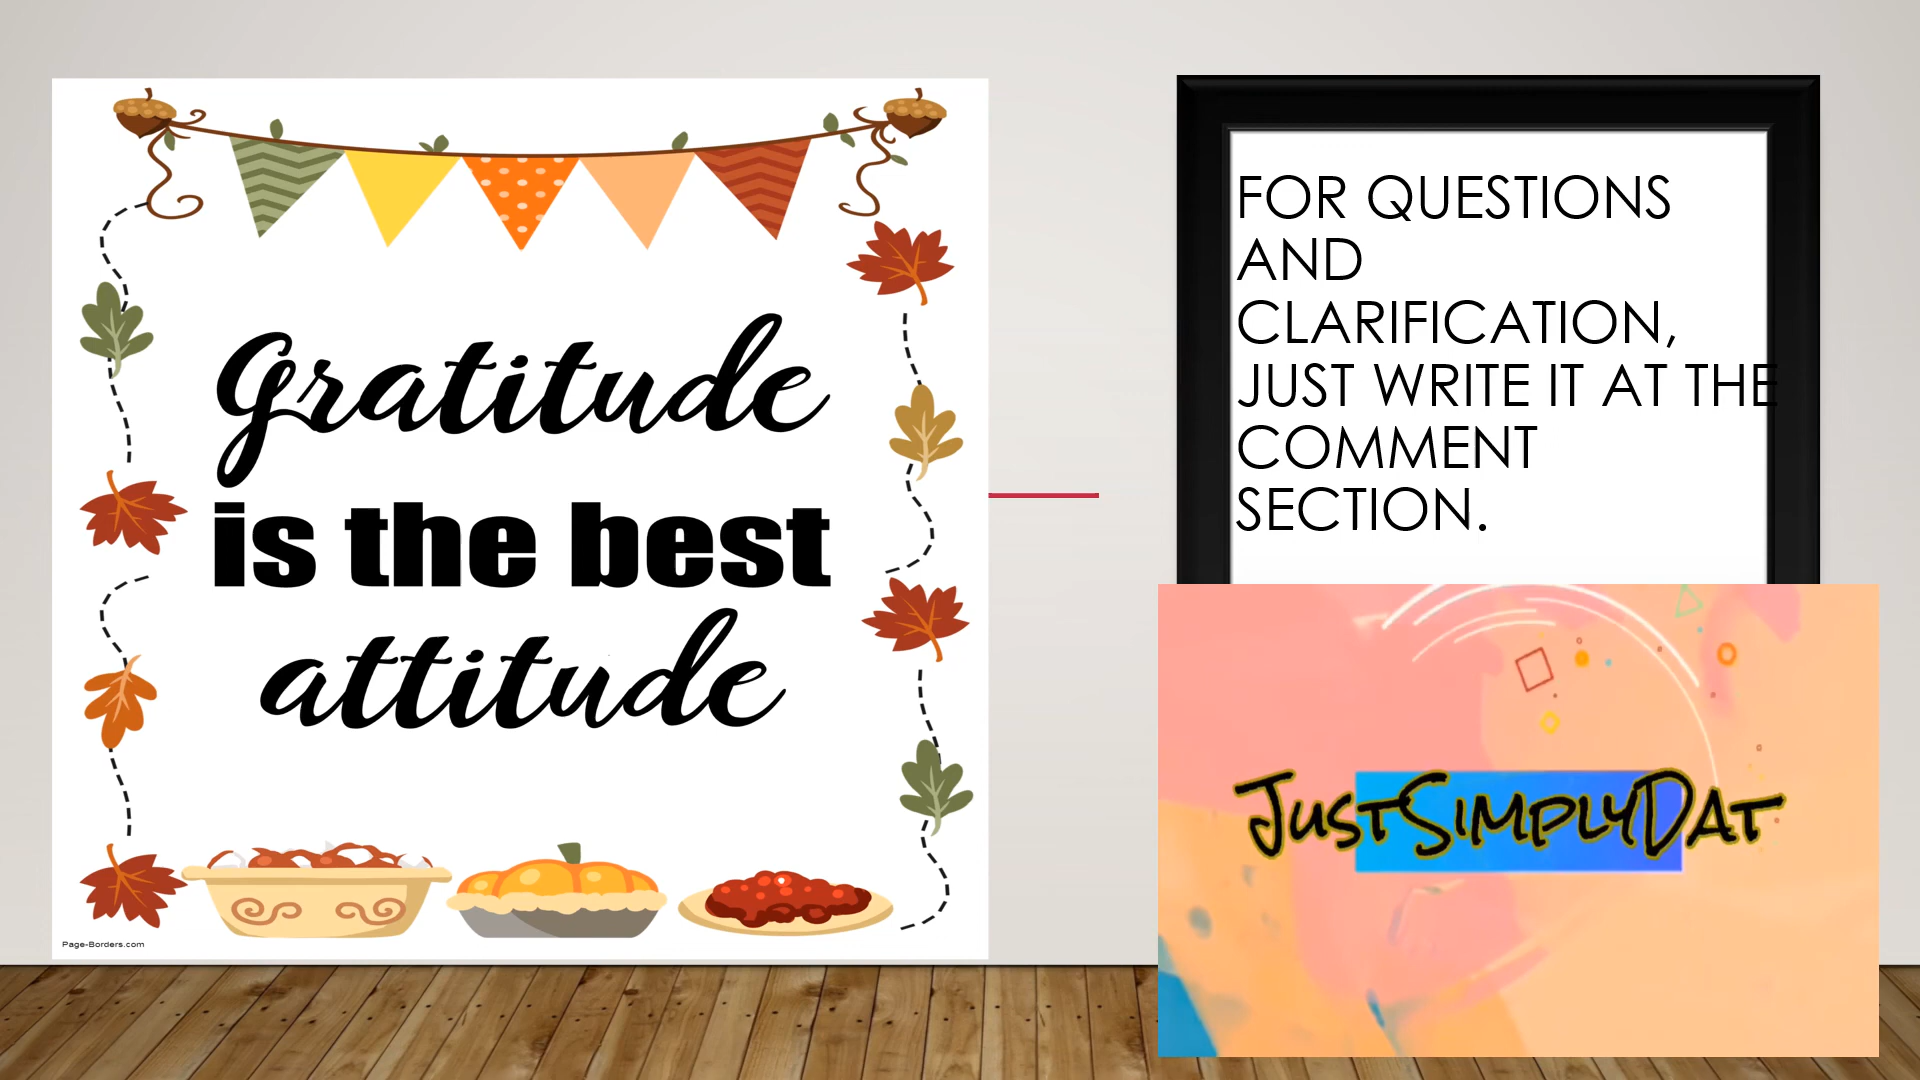 Gratitude
is the best
attitude
Page-Borders.com
FOR QUESTIONS
AND
CLARIFICATION,
JUST WRITE IT AT THE
COMMENT
SECTION.
JustSimplyDat